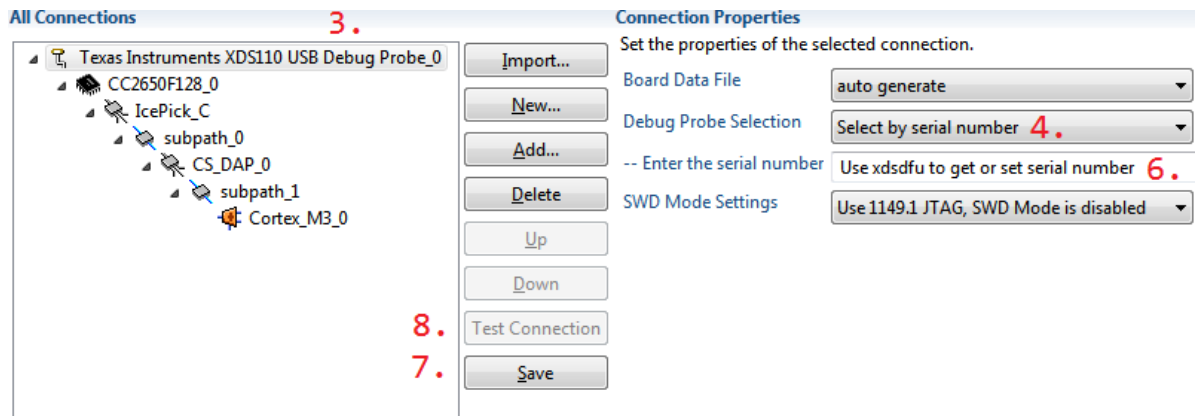 All Connections
3.
Texas Instruments XDS110 USB Debug Probe_0
CC2650F128_0
IcePick_C
subpath_0
CS_DAP_0
subpath_1
Cortex_M3_0
Import...
New...
Add...
Delete
Up
Down
8. Test Connection
7. Save
Connection Properties
Set the properties of the selected connection.
Board Data File auto generate
Debug Probe Selection Select by serial number 4.
-- Enter the serial number Use xdsdfu to get or set serial number 6.
SWD Mode Settings Use 1149.1 JTAG, SWD Mode is disabled